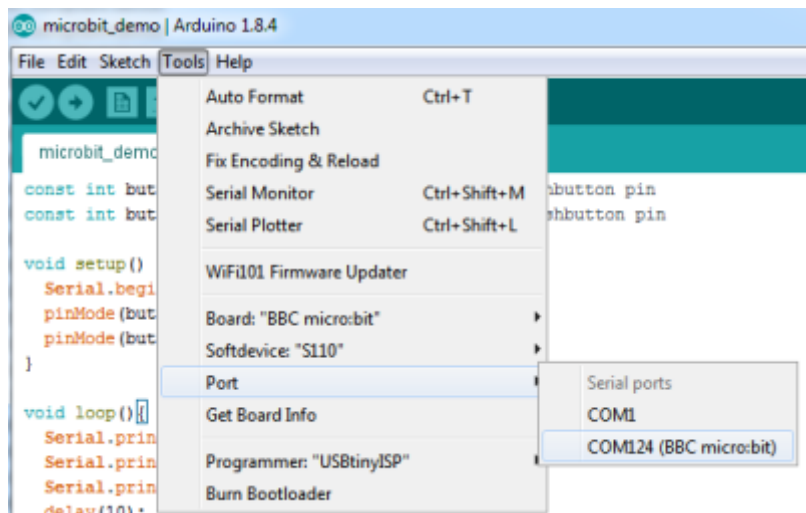 microbit_demo | Arduino 1.8.4
File Edit Sketch Tools Help
Auto Format Ctrl+T
Archive Sketch
microbit_demo
Fix Encoding & Reload
const int but
Serial Monitor Ctrl+Shift+M
hbutton pin
const int but
Serial Plotter Ctrl+Shift+L
shbutton pin
void setup()
WiFi101 Firmware Updater
Serial.begi
pinMode(but
Board: "BBC micro:bit"
pinMode(but
Softdevice: "S110"
}
Port
Serial ports
void loop(){
Get Board Info
COM1
Serial.prin
COM124 (BBC micro:bit)
Serial.prin
Programmer: "USBtinyISP"
Serial.prin
Burn Bootloader
delay(10);